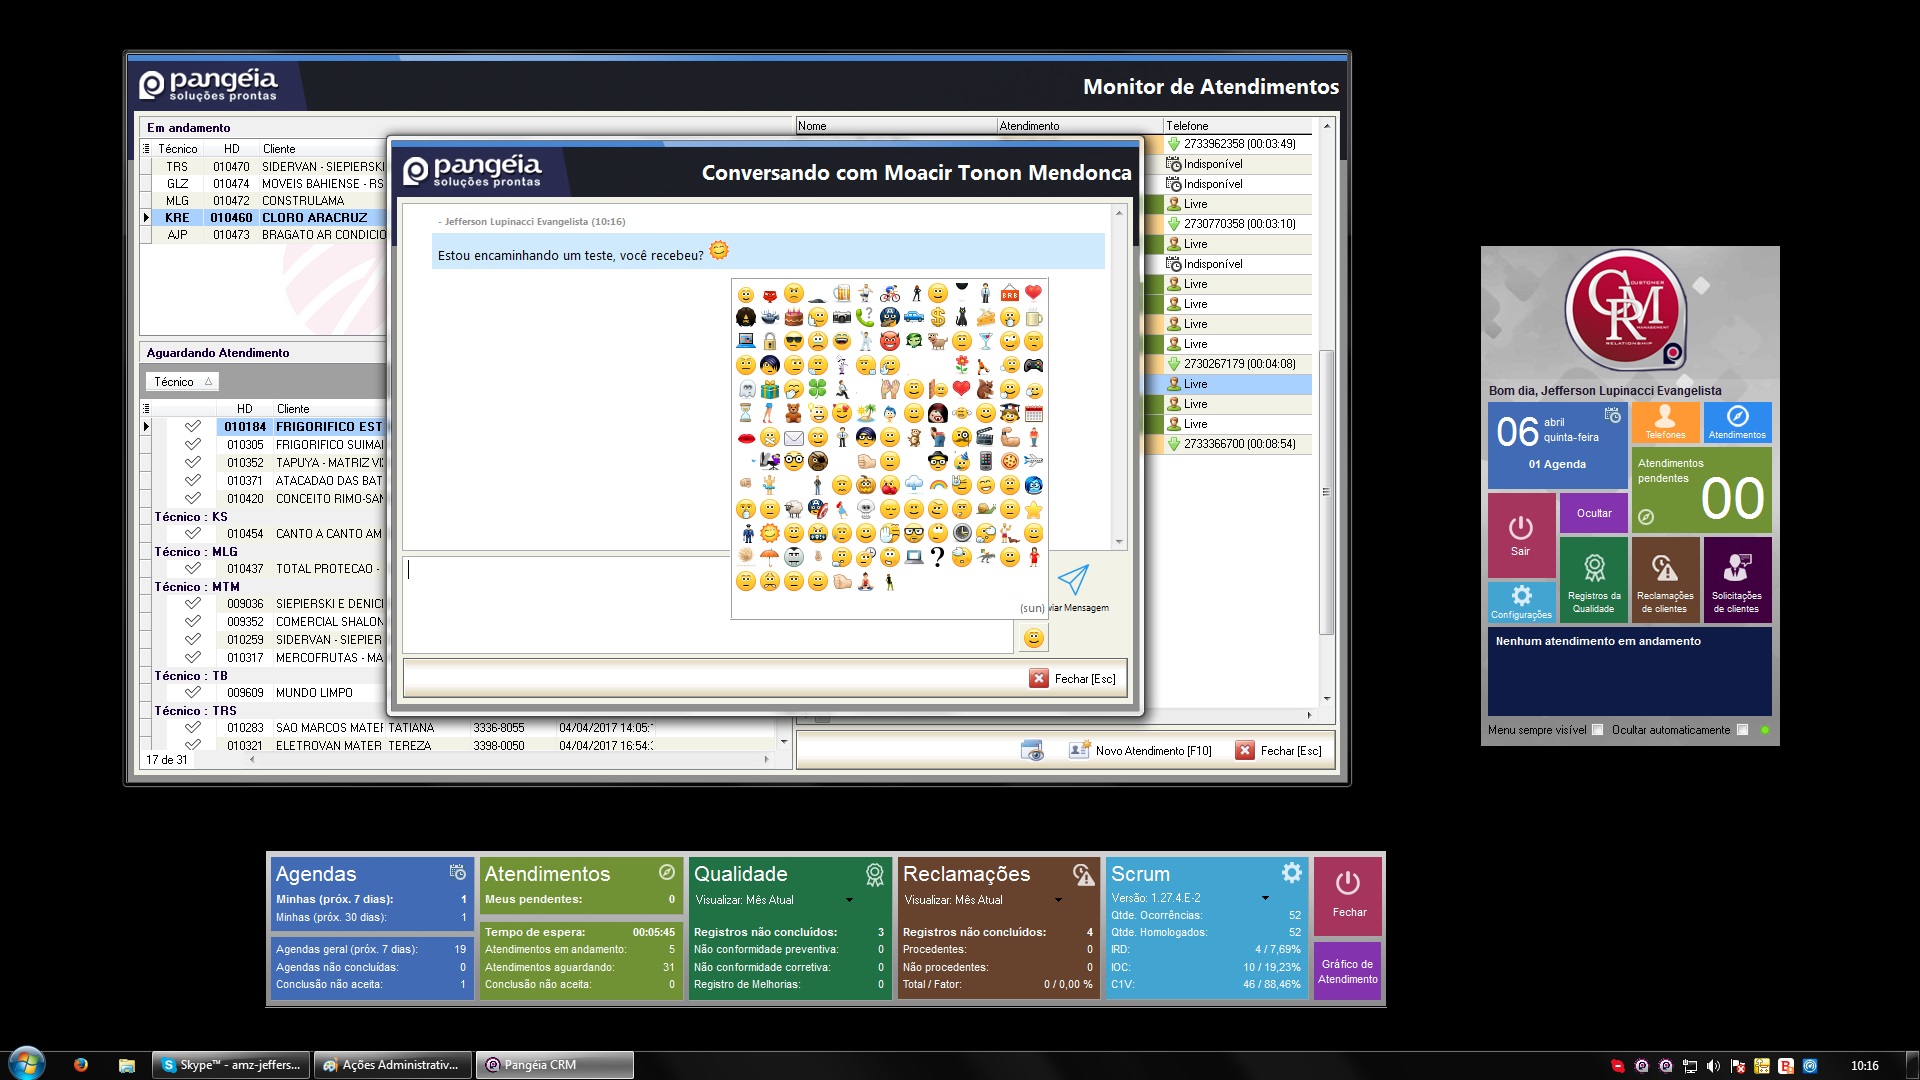 pangéia
soluções prontas
Monitor de Atendimentos
Em andamento
Técnico HD Cliente
TRS 010470 SIDERVAN - SIEPIERSKI
GLZ 010474 MOVEIS BAHIENSE - RS
MLG 010472 CONSTRULAMA
KRE 010460 CLORO ARACRUZ
AJP 010473 BRAGATO AR CONDICIO
Aguardando Atendimento
Técnico
HD Cliente
010184 FRIGORIFICO EST
010305 FRIGORIFICO SUIMA
010352 TAPUYA - MATRIZ VI
010371 ATACADAO DAS BAT
010420 CONCEITO RIMO-SAN
Técnico : KS
010454 CANTO A CANTO AM
Técnico : MLG
010437 TOTAL PROTECAO -
Técnico : MTM
009036 SIEPIERSKI E DENICI
009352 COMERCIAL SHALON
010259 SIDERVAN - SIEPIER
010317 MERCOFRUTAS - MA
Técnico : TB
009609 MUNDO LIMPO
Técnico : TRS
010283 SAO MARCOS MATER TATIANA 3336-8055 04/04/2017 14:05:
010321 ELETROVAN MATER TEREZA 3398-0050 04/04/2017 16:54:
17 de 31
Nome Atendimento Telefone
2733962358 (00:03:49)
Indisponível
Indisponível
Livre
2730770358 (00:03:10)
Livre
Indisponível
Livre
Livre
Livre
Livre
2730267179 (00:04:08)
Livre
Livre
Livre
2733366700 (00:08:54)
Novo Atendimento [F10]
Fechar [Esc]
pangéia
soluções prontas
Conversando com Moacir Tonon Mendonca
- Jefferson Lupinacci Evangelista (10:16)
Estou encaminhando um teste, você recebeu?
BRB
(sun)
viar Mensagem
Fechar [Esc]
CUSTOMER
CRM
MANAGEMENT
RELATIONSHIP
Bom dia, Jefferson Lupinacci Evangelista
06 abril
quinta-feira
01 Agenda
Telefones
Atendimentos
Atendimentos
pendentes
00
Sair
Ocultar
Configurações
Registros da
Qualidade
Reclamações
de clientes
Solicitações
de clientes
Nenhum atendimento em andamento
Menu sempre visível
Ocultar automaticamente
Agendas
Minhas (próx. 7 dias): 1
Minhas (próx. 30 dias): 1
Agendas geral (próx. 7 dias): 19
Agendas não concluídas: 0
Conclusão não aceita: 1
Atendimentos
Meus pendentes: 0
Tempo de espera: 00:05:45
Atendimentos em andamento: 5
Atendimentos aguardando: 31
Conclusão não aceita: 0
Qualidade
Visualizar: Mês Atual
Registros não concluídos: 3
Não conformidade preventiva: 0
Não conformidade corretiva: 0
Registro de Melhorias: 0
Reclamações
Visualizar: Mês Atual
Registros não concluídos: 4
Procedentes: 0
Não procedentes: 0
Total / Fator: 0 / 0,00 %
Scrum
Versão: 1.27.4.E-2
Qtde. Ocorrências: 52
Qtde. Homologados: 52
IRD: 4 / 7,69%
IOC: 10 / 19,23%
C1V: 46 / 88,46%
Fechar
Gráfico de
Atendimento
Skype™ - amz-jeffers...
Ações Administrativ...
Pangéia CRM
10:16